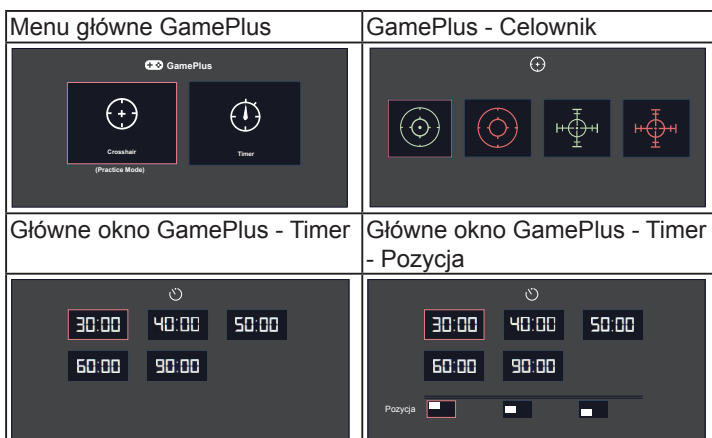 Menu główne GamePlus
GamePlus - Celownik
GamePlus
Crosshair
Timer
(Practice Mode)
Główne okno GamePlus - Timer
Główne okno GamePlus - Timer
- Pozycja
30:00 40:00 50:00
60:00 90:00
30:00 40:00 50:00
60:00 90:00
Pozycja